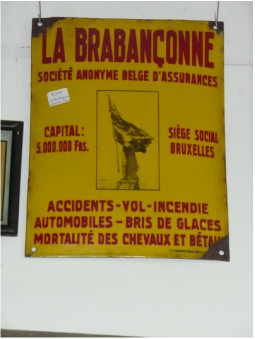 LA BRABANÇONNE
SOCIÉTÉ ANONYME BELGE D'ASSURANCES
CAPITAL:
5.000.000 FRS.
SIÈGE SOCIAL
BRUXELLES
ACCIDENTS-VOL-INCENDIE
AUTOMOBILES-BRIS DE GLACES
MORTALITÉ DES CHEVAUX ET BÉTAIL